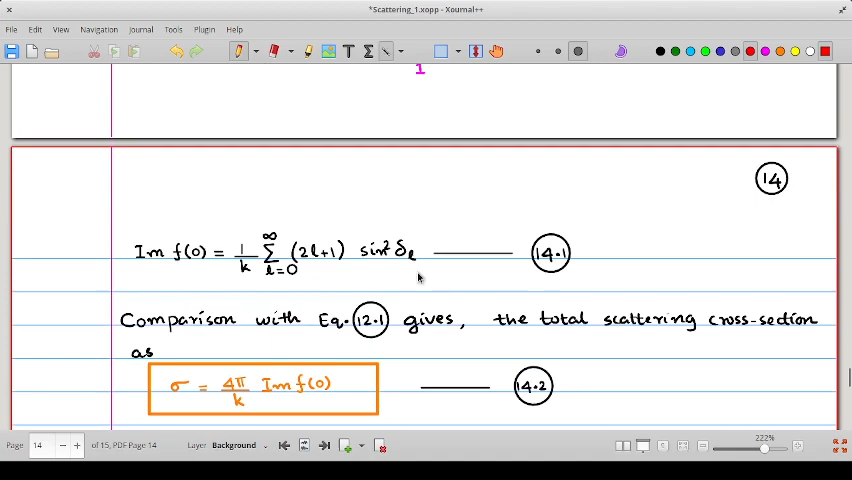 *Scattering_1.xopp - Xournal++
File Edit View Navigation Journal Tools Plugin Help
1
14
Im f(0) = 1/k ∑_{l=0}^{∞} (2l+1) sin² δ_l ——— 14.1
Comparison with Eq. 12.1 gives, the total scattering cross-section
as
σ = 4π/k Im f(0) ——— 14.2
Page 14 of 15, PDF Page 14 Layer Background 222%